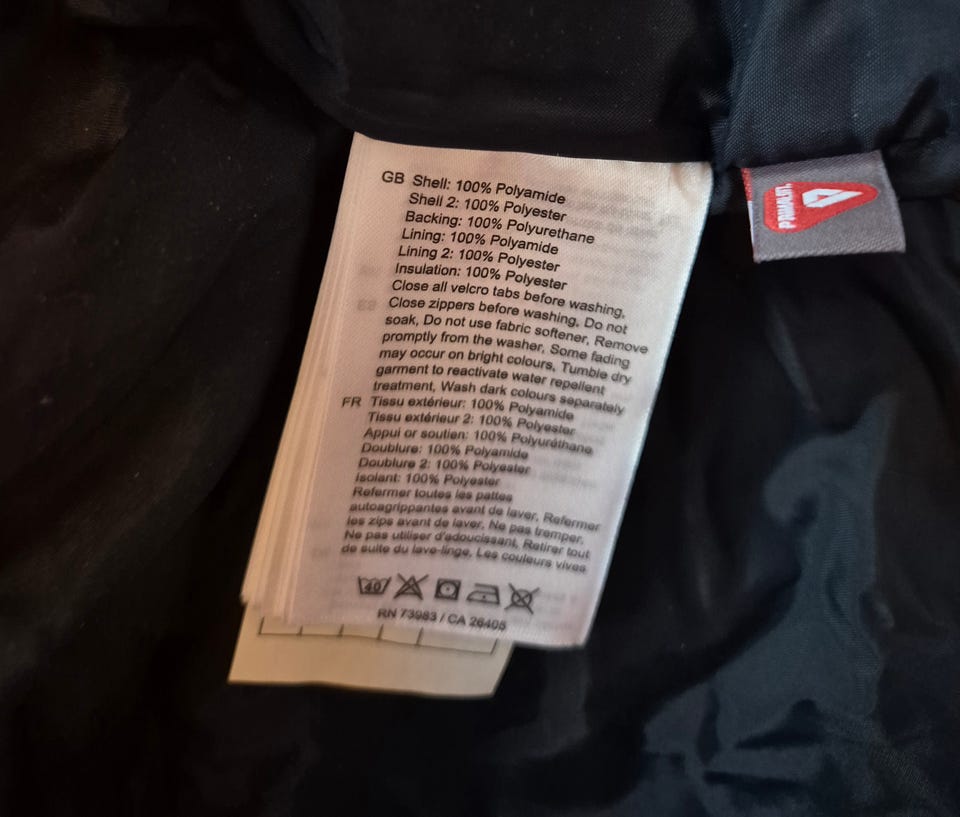 GB Shell: 100% Polyamide
Shell 2: 100% Polyester
Backing: 100% Polyurethane
Lining: 100% Polyamide
Lining 2: 100% Polyester
Insulation: 100% Polyester
Close all velcro tabs before washing,
Close zippers before washing, Do not
soak, Do not use fabric softener, Remove
promptly from the washer, Some fading
may occur on bright colours, Tumble dry
garment to reactivate water repellent
treatment, Wash dark colours separately
FR Tissu extérieur: 100% Polyamide
Tissu extérieur 2: 100% Polyester
Appui or soutien: 100% Polyuréthane
Doublure: 100% Polyamide
Doublure 2: 100% Polyester
Isolant: 100% Polyester
Refermer toutes les pattes
autoagrippantes avant de laver, Refermer
les zips avant de laver, Ne pas tremper,
Ne pas utiliser d'adoucissant, Retirer tout
de suite du lave-linge, Les couleurs vives
40
RN 73983 / CA 26405
PRIMALOFT